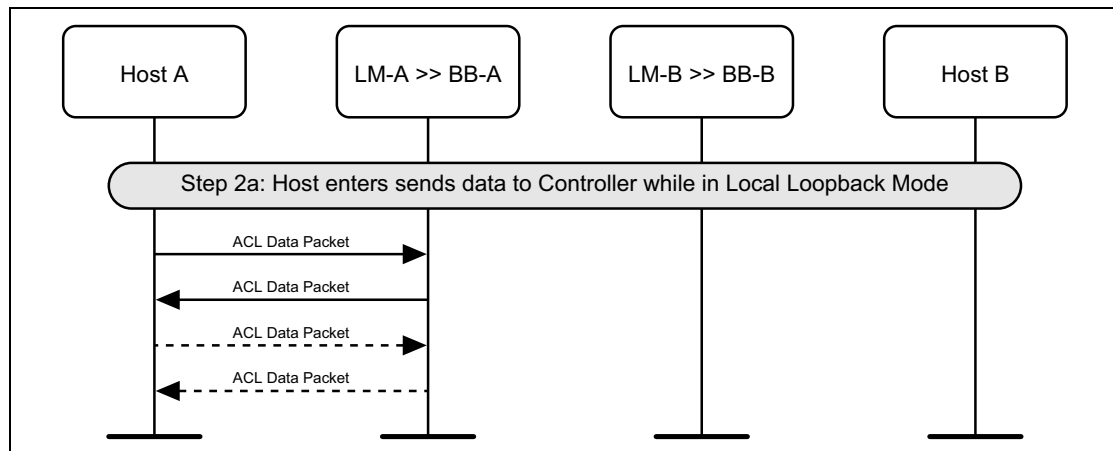 Host A
LM-A >> BB-A
LM-B >> BB-B
Host B
Step 2a: Host enters sends data to Controller while in Local Loopback Mode
ACL Data Packet
ACL Data Packet
ACL Data Packet
ACL Data Packet